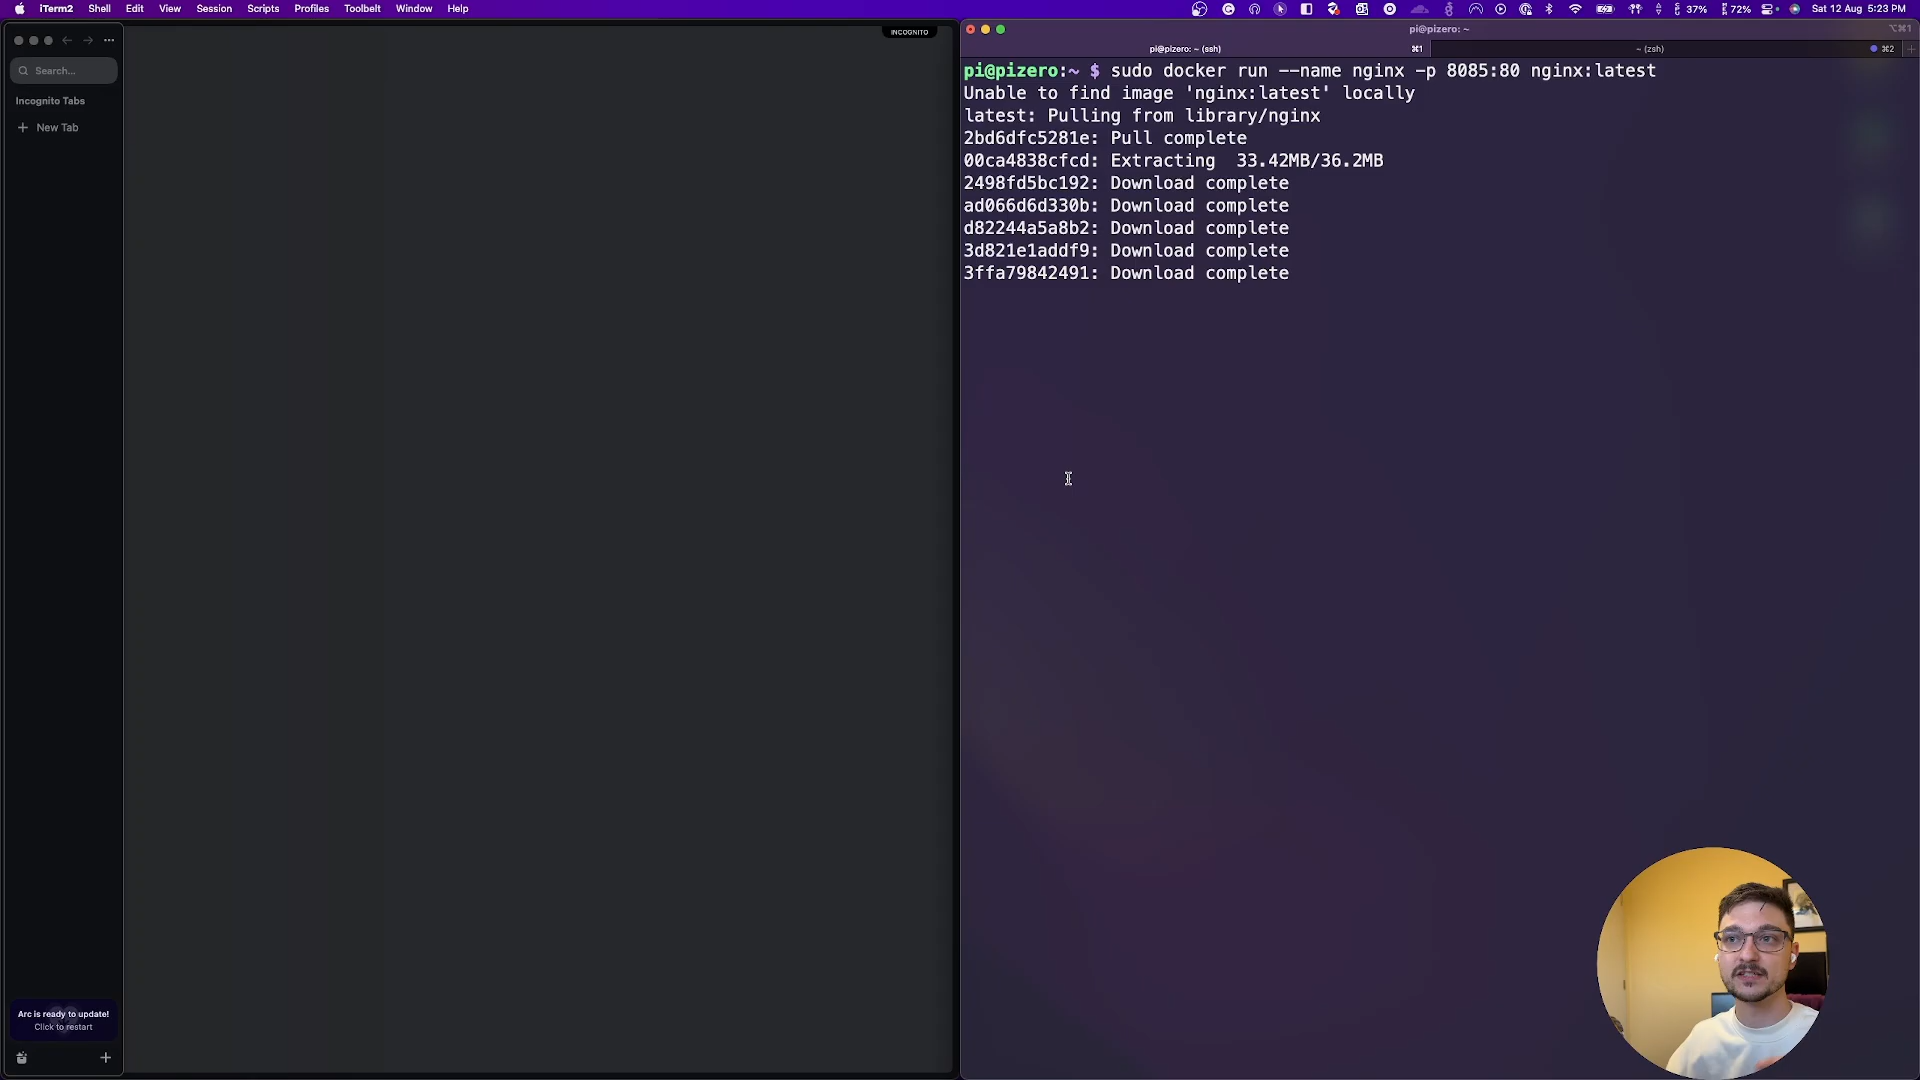 iTerm2 Shell Edit View Session Scripts Profiles Toolbelt Window Help
37% 72% Sat 12 Aug 5:23 PM
Search...
Incognito Tabs
New Tab
INCOGNITO
Arc is ready to update!
Click to restart
pi@pizero: ~
⌥⌘1
pi@pizero: ~ (ssh) ⌘1 ~ (zsh) ⌘2
pi@pizero:~ $ sudo docker run --name nginx -p 8085:80 nginx:latest
Unable to find image 'nginx:latest' locally
latest: Pulling from library/nginx
2bd6dfc5281e: Pull complete
00ca4838cfcd: Extracting  33.42MB/36.2MB
2498fd5bc192: Download complete
ad066d6d330b: Download complete
d82244a5a8b2: Download complete
3d821e1addf9: Download complete
3ffa79842491: Download complete